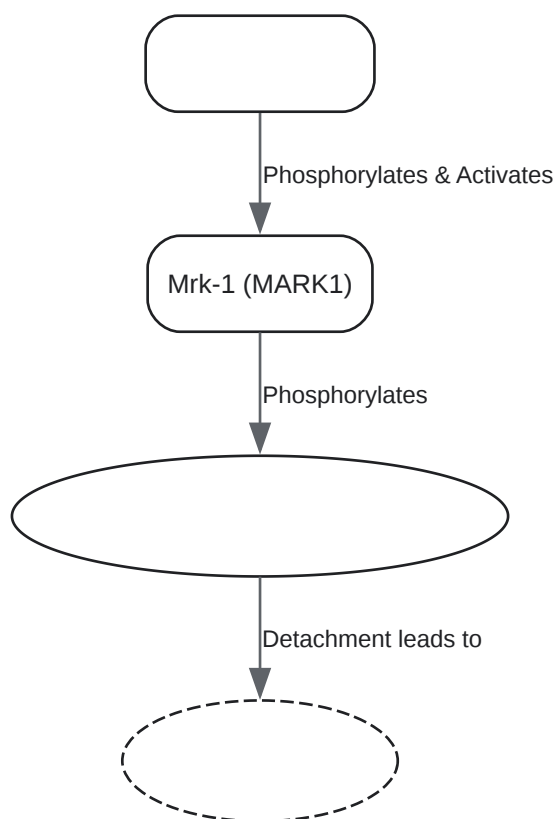 Phosphorylates & Activates
Mrk-1 (MARK1)
Phosphorylates
Detachment leads to